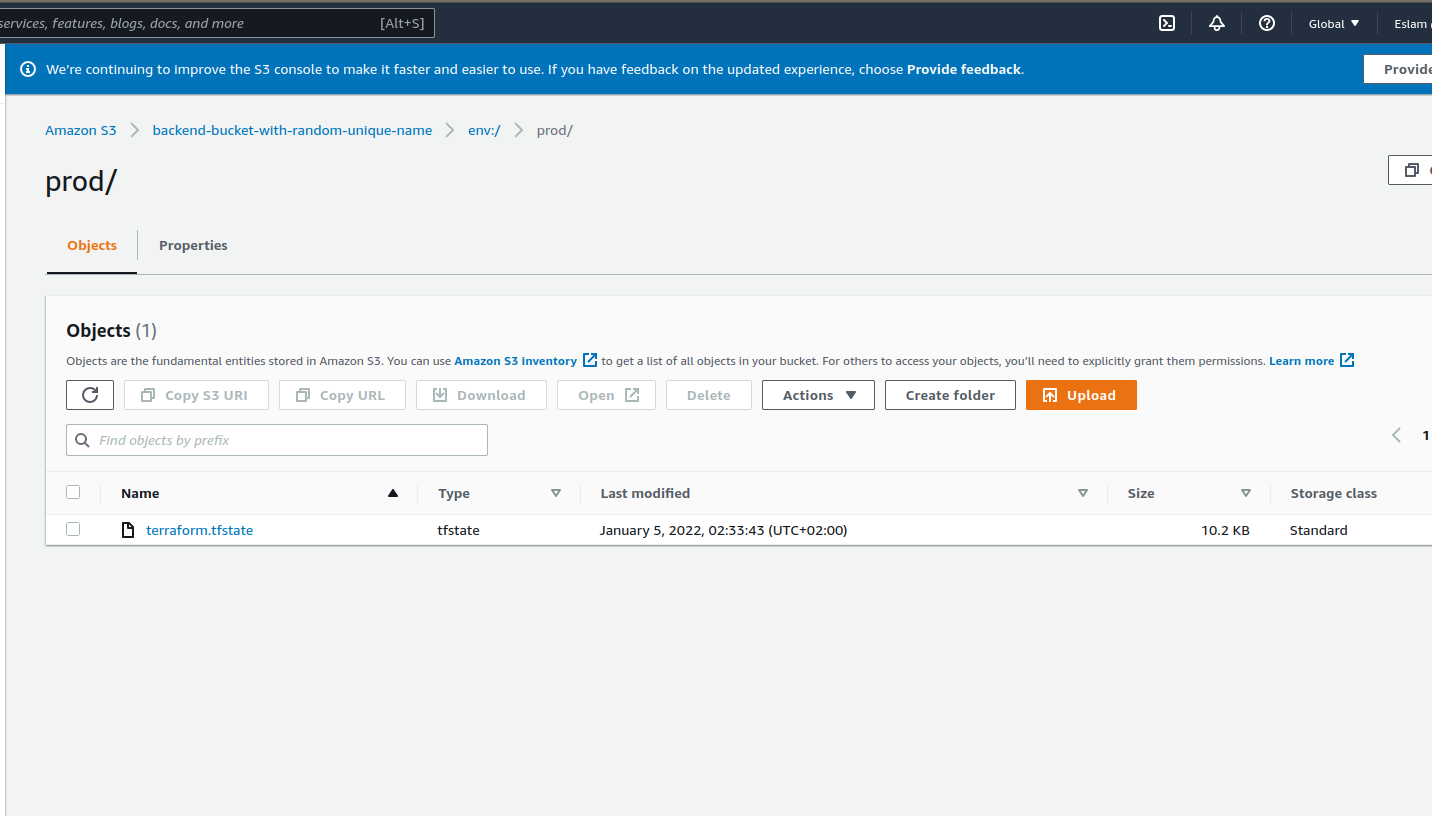 services, features, blogs, docs, and more [Alt+S] Global Eslam
We're continuing to improve the S3 console to make it faster and easier to use. If you have feedback on the updated experience, choose Provide feedback. Provide
Amazon S3 backend-bucket-with-random-unique-name env:/ prod/
prod/
Objects Properties
Objects (1)
Objects are the fundamental entities stored in Amazon S3. You can use Amazon S3 inventory to get a list of all objects in your bucket. For others to access your objects, you'll need to explicitly grant them permissions. Learn more
Copy S3 URI Copy URL Download Open Delete Actions Create folder Upload
Find objects by prefix 1
Name Type Last modified Size Storage class
terraform.tfstate tfstate January 5, 2022, 02:33:43 (UTC+02:00) 10.2 KB Standard